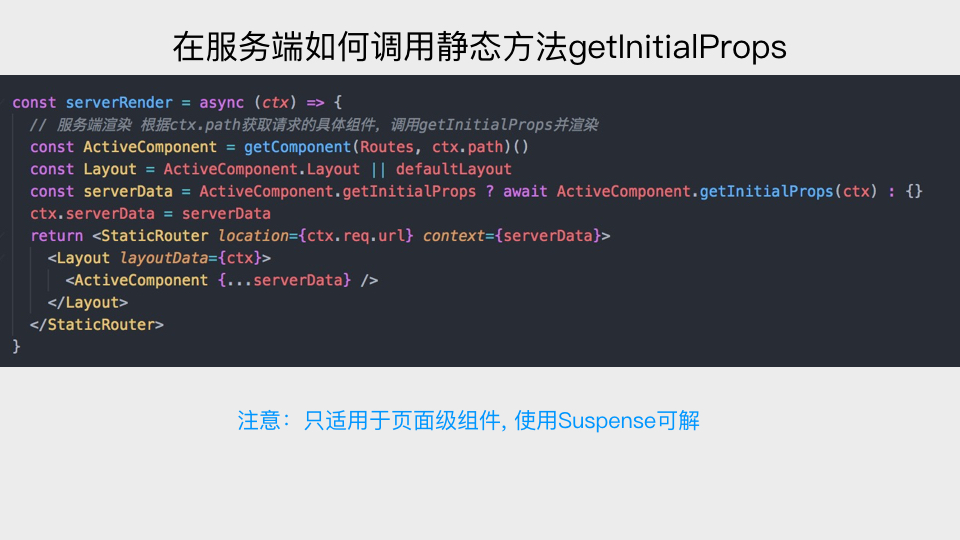 在服务端如何调用静态方法getInitialProps
const serverRender = async (ctx) => {
// 服务端渲染 根据ctx.path获取请求的具体组件，调用getInitialProps并渲染
const ActiveComponent = getComponent(Routes, ctx.path)()
const Layout = ActiveComponent.Layout || defaultLayout
const serverData = ActiveComponent.getInitialProps ? await ActiveComponent.getInitialProps(ctx) : {}
ctx.serverData = serverData
return <StaticRouter location={ctx.req.url} context={serverData}>
<Layout layoutData={ctx}>
<ActiveComponent {...serverData} />
</Layout>
</StaticRouter>
}
注意：只适用于页面级组件, 使用Suspense可解